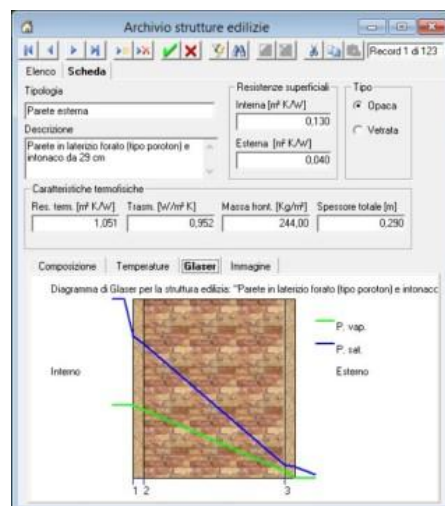 Archivio strutture edilizie
Record 1 di 123
Elenco Scheda
Tipologia
Parete esterna
Descrizione
Parete in laterizio forato (tipo poroton) e
intonaco da 29 cm
Resistenze superficiali
Interna [m² K/W]
0,130
Esterna [m² K/W]
0,040
Tipo
Opaca
Vetrata
Caratteristiche termofisiche
Res. term. [m² K/W] Trasm. [W/m² K] Massa front. [Kg/m²] Spessore totale [m]
1,051 0,952 244,00 0,290
Composizione Temperature Glaser Immagine
Diagramma di Glaser per la struttura edilizia: "Parete in laterizio forato (tipo poroton) e intonacc
P. vap.
P. sat.
Interno Esterno
1 2 3